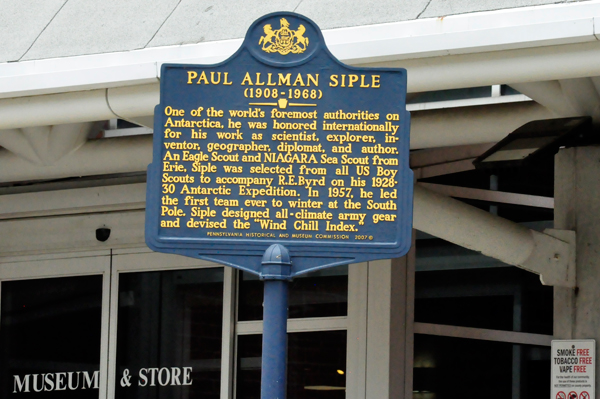 PAUL ALLMAN SIPLE
(1908-1968)
One of the world's foremost authorities on
Antarctica, he was honored internationally
for his work as scientist, explorer, in-
ventor, geographer, diplomat, and author.
An Eagle Scout and NIAGARA Sea Scout from
Erie, Siple was selected from all US Boy
Scouts to accompany R.E.Byrd on his 1928-
30 Antarctic Expedition. In 1957, he led
the first team ever to winter at the South
Pole. Siple designed all-climate army gear
and devised the "Wind Chill Index."
PENNSYLVANIA HISTORICAL AND MUSEUM COMMISSION 2007 ©
MUSEUM & STORE
SMOKE FREE
TOBACCO FREE
VAPE FREE